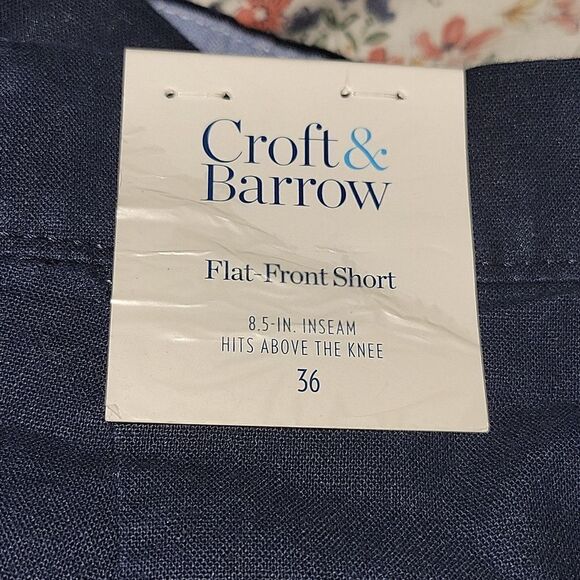 Croft&
Barrow
Flat-Front Short
8.5-IN. INSEAM
HITS ABOVE THE KNEE
36